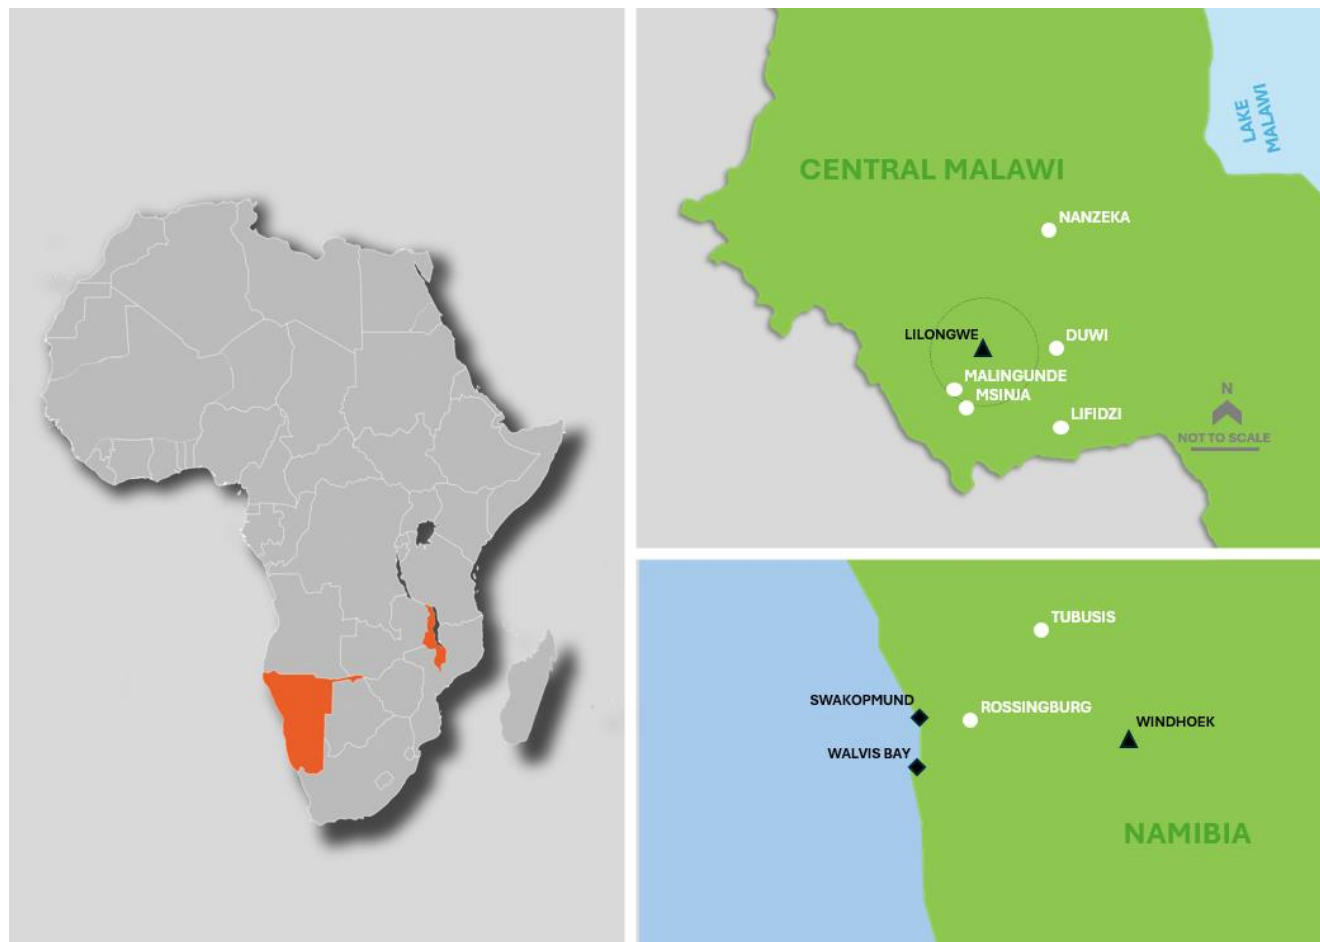 LAKE
MALAWI
CENTRAL MALAWI
NANZEKA
LILONGWE
DUWI
MALINGUNDE
MSINJA
LIFIDZI
N
NOT TO SCALE
TUBUSIS
SWAKOPMUND
ROSSINGBURG
WINDHOEK
WALVIS BAY
NAMIBIA